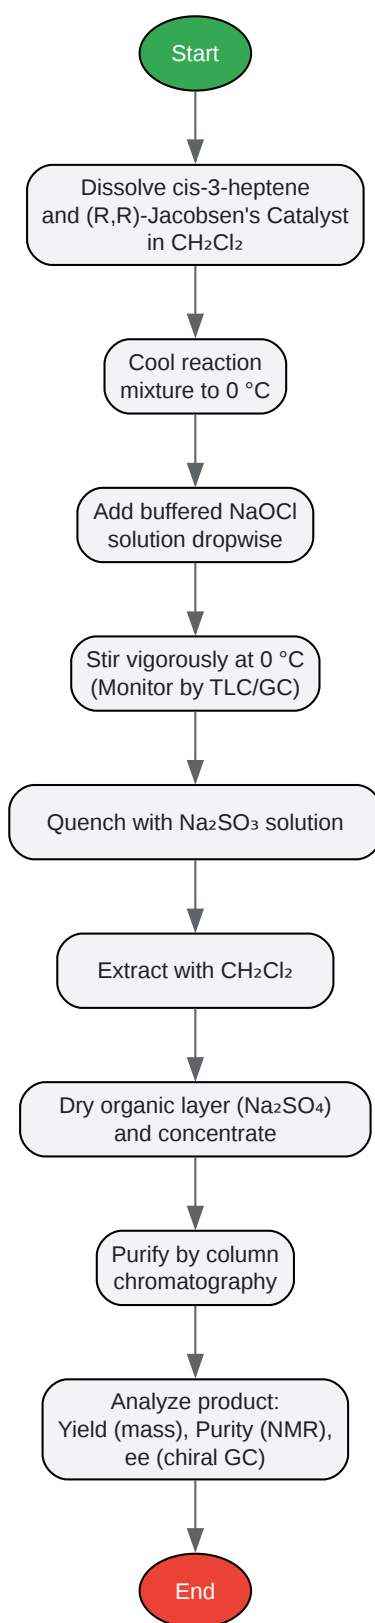 Start
Dissolve cis-3-heptene
and (R,R)-Jacobsen's Catalyst
in CH₂Cl₂
Cool reaction
mixture to 0 °C
Add buffered NaOCl
solution dropwise
Stir vigorously at 0 °C
(Monitor by TLC/GC)
Quench with Na₂SO₃ solution
Extract with CH₂Cl₂
Dry organic layer (Na₂SO₄)
and concentrate
Purify by column
chromatography
Analyze product:
Yield (mass), Purity (NMR),
ee (chiral GC)
End